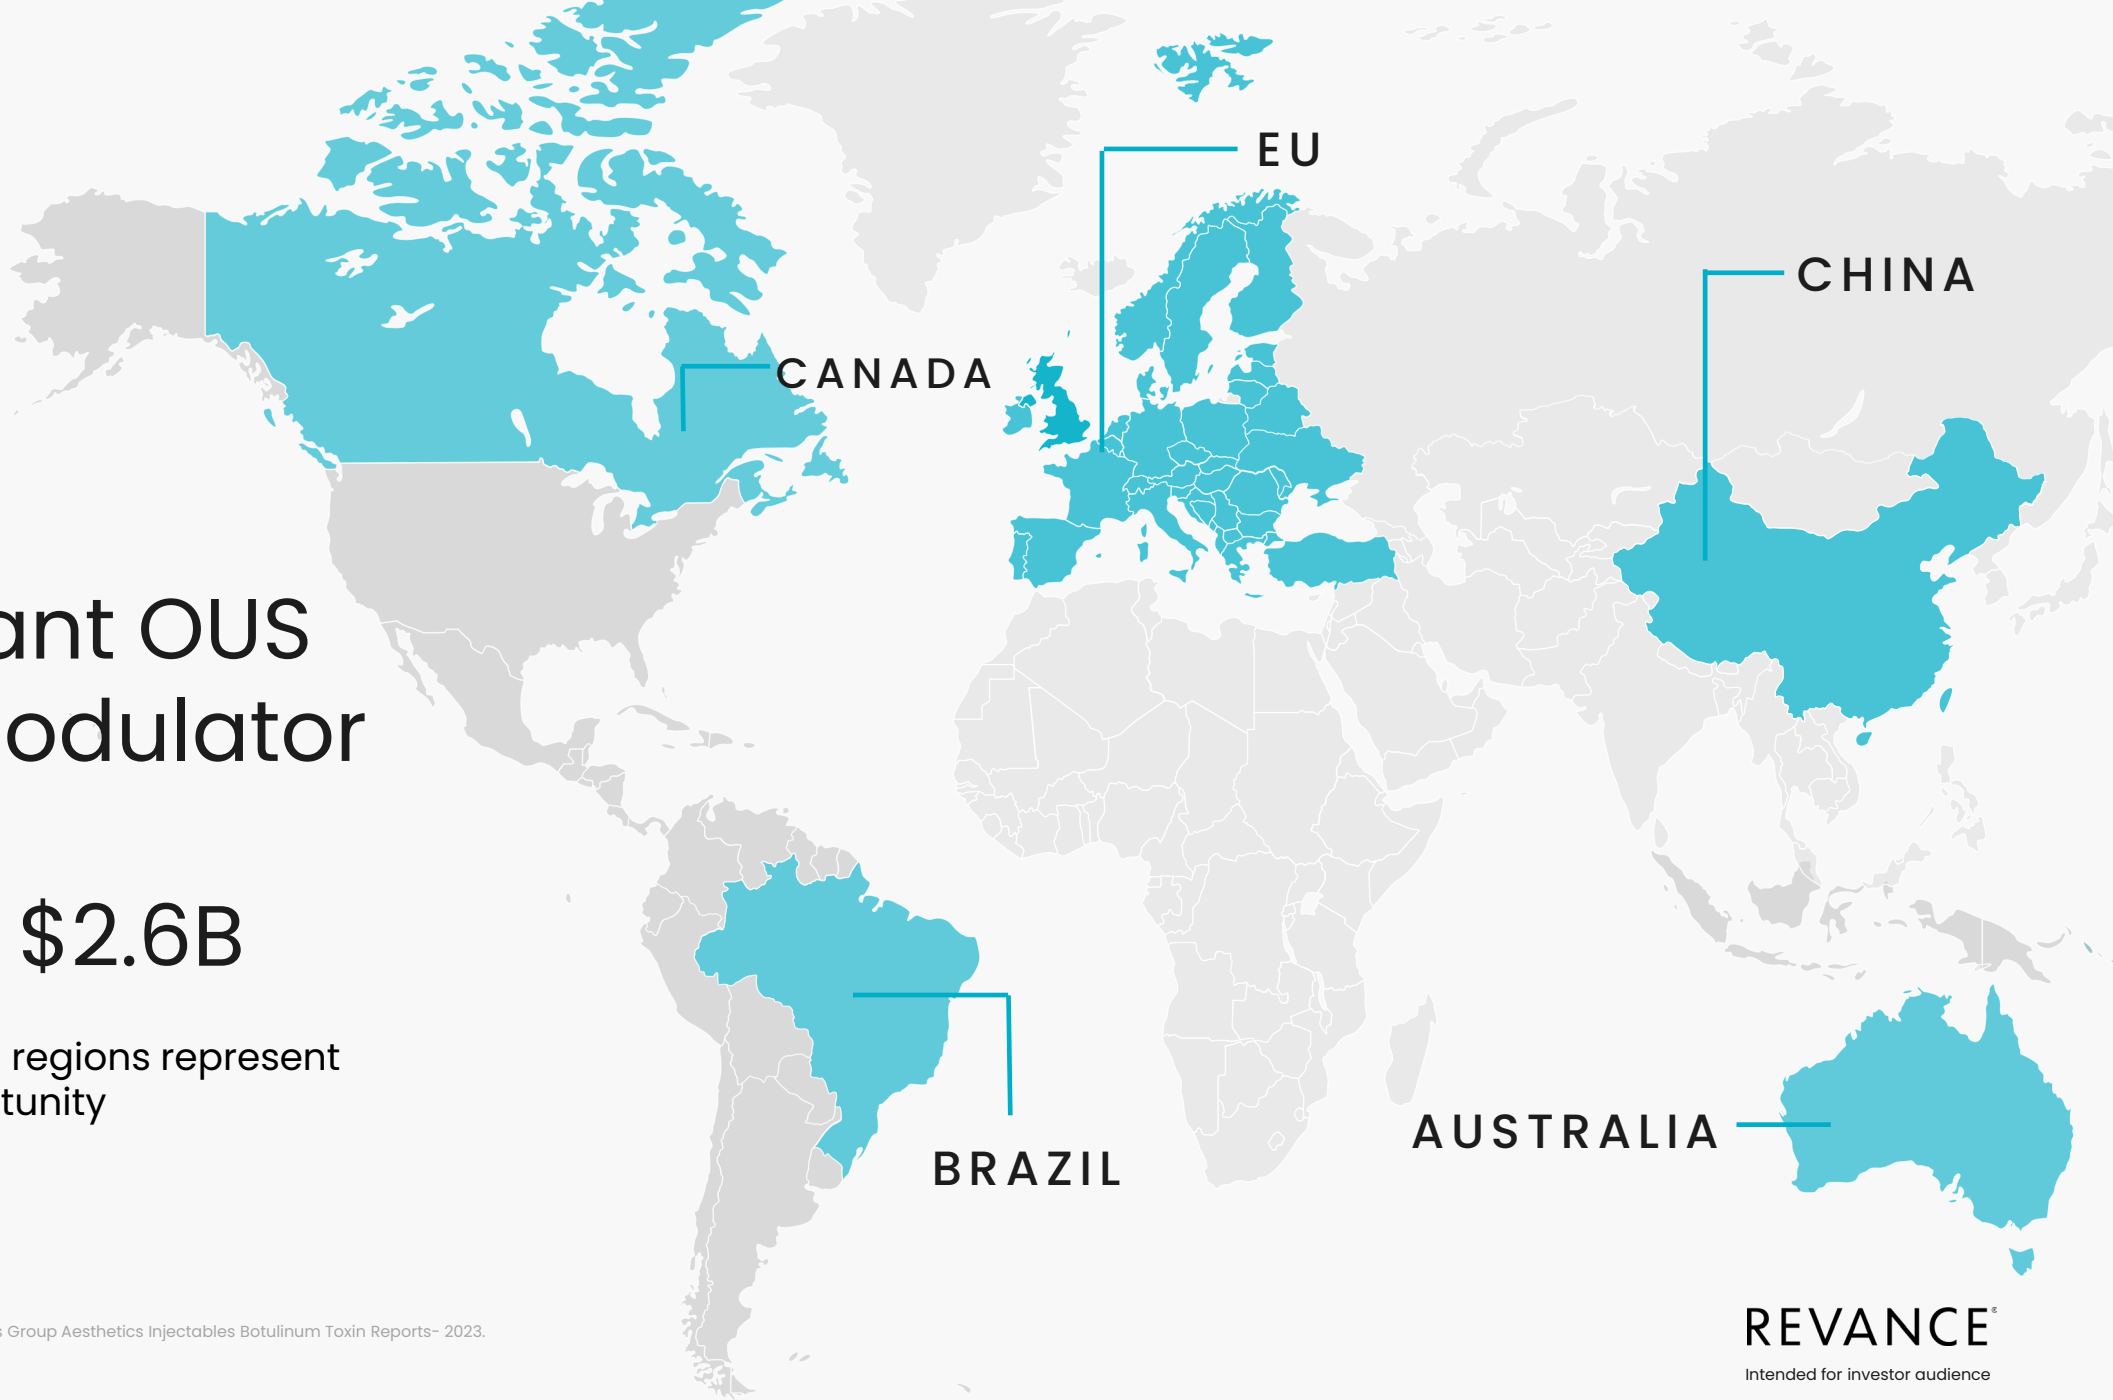 EU
CHINA
CANADA
ant OUS
odulator
$2.6B
regions represent
tunity
AUSTRALIA
BRAZIL
s Group Aesthetics Injectables Botulinum Toxin Reports- 2023.
REVANCE®
Intended for investor audience